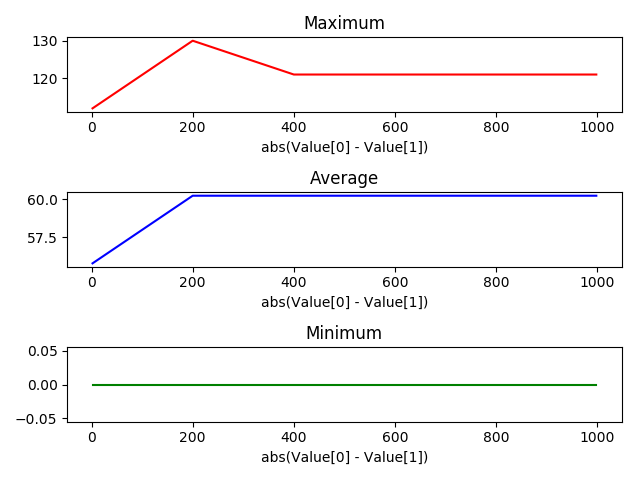 Maximum
130
120
0 200 400 600 800 1000
abs(Value[0] - Value[1])
Average
60.0
57.5
0 200 400 600 800 1000
abs(Value[0] - Value[1])
Minimum
0.05
0.00
−0.05
0 200 400 600 800 1000
abs(Value[0] - Value[1])